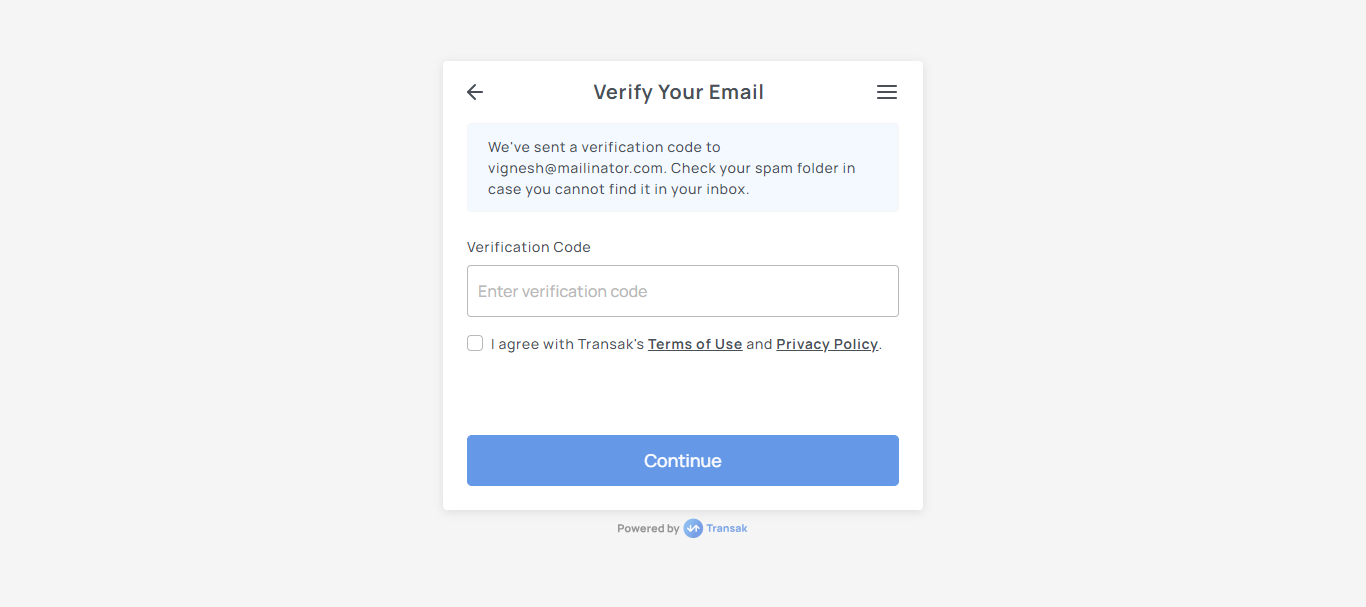 Verify Your Email
We've sent a verification code to
vignesh@mailinator.com. Check your spam folder in
case you cannot find it in your inbox.
Verification Code
Enter verification code
I agree with Transak's Terms of Use and Privacy Policy.
Continue
Powered by Transak